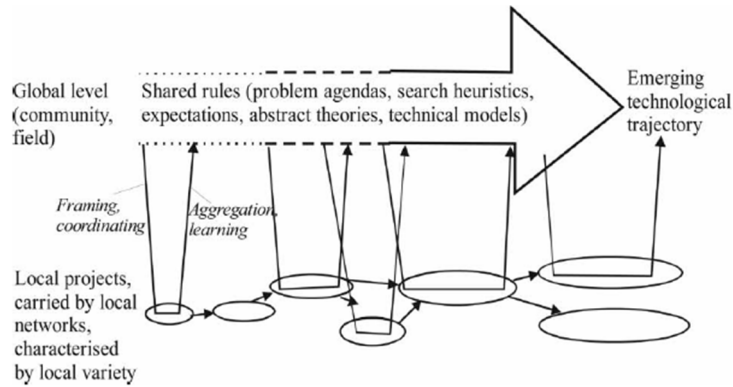 Global level
(community,
field)
Shared rules (problem agendas, search heuristics,
expectations, abstract theories, technical models)
Emerging
technological
trajectory
Framing,
coordinating
Aggregation,
learning
Local projects,
carried by local
networks,
characterised
by local variety